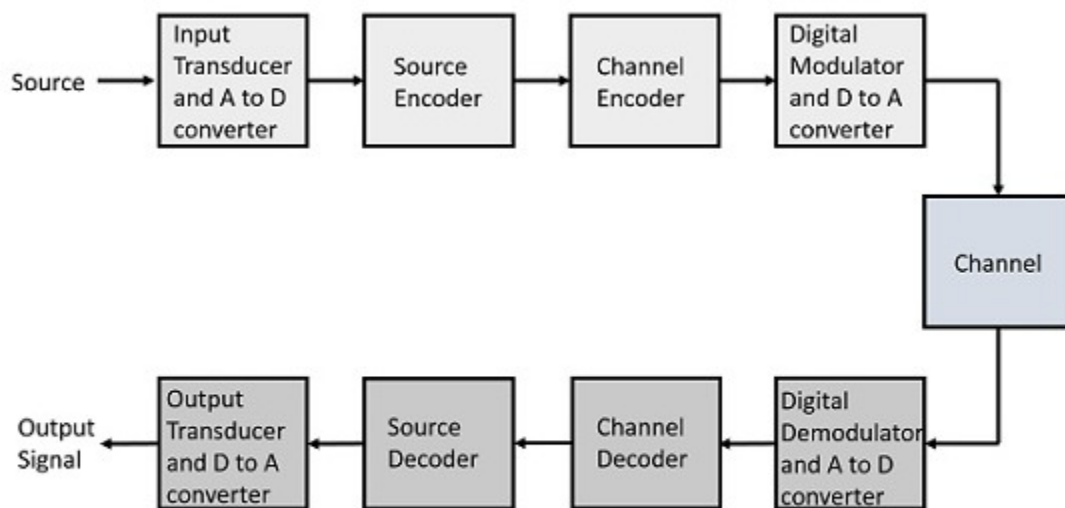 Source
Input
Transducer
and A to D
converter
Source
Encoder
Channel
Encoder
Digital
Modulator
and D to A
converter
Channel
Digital
Demodulator
and A to D
converter
Channel
Decoder
Source
Decoder
Output
Transducer
and D to A
converter
Output
Signal